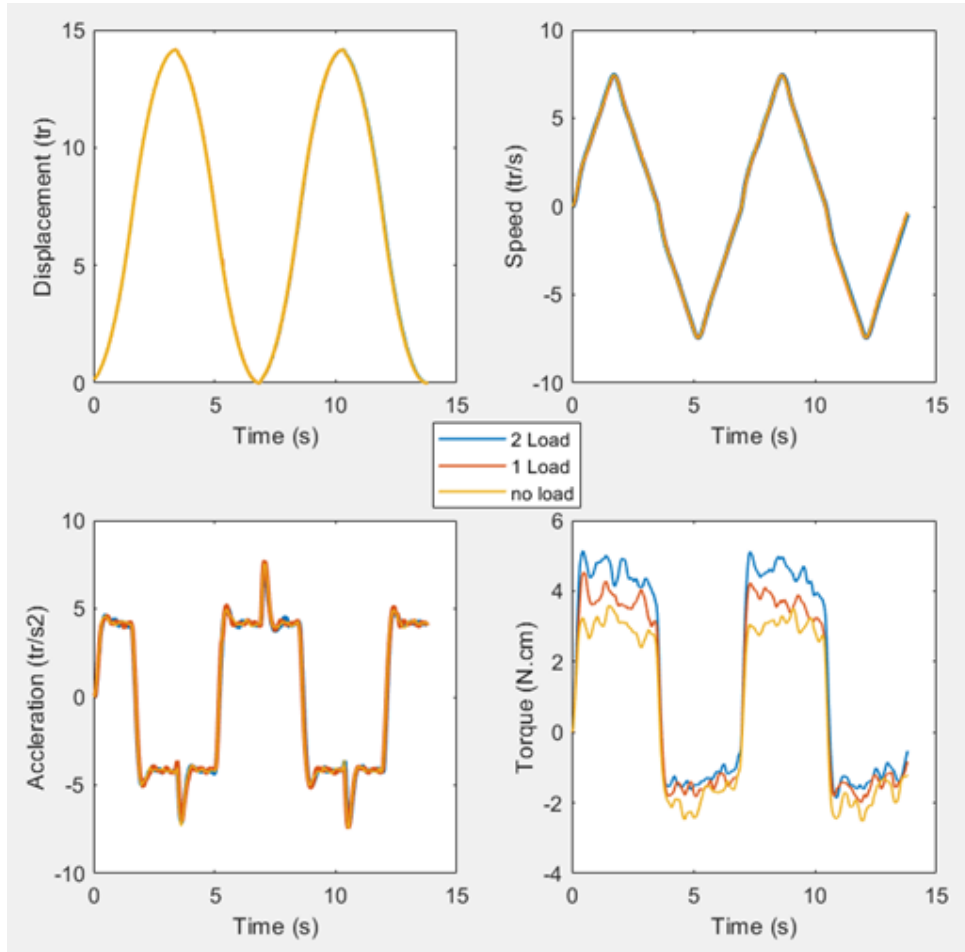 15
10
5
0
Displacement (tr)
0 5 10 15
Time (s)
10
5
0
-5
-10
Speed (tr/s)
0 5 10 15
Time (s)
2 Load
1 Load
no load
10
5
0
-5
-10
Accleration (tr/s2)
0 5 10 15
Time (s)
6
4
2
0
-2
-4
Torque (N.cm)
0 5 10 15
Time (s)